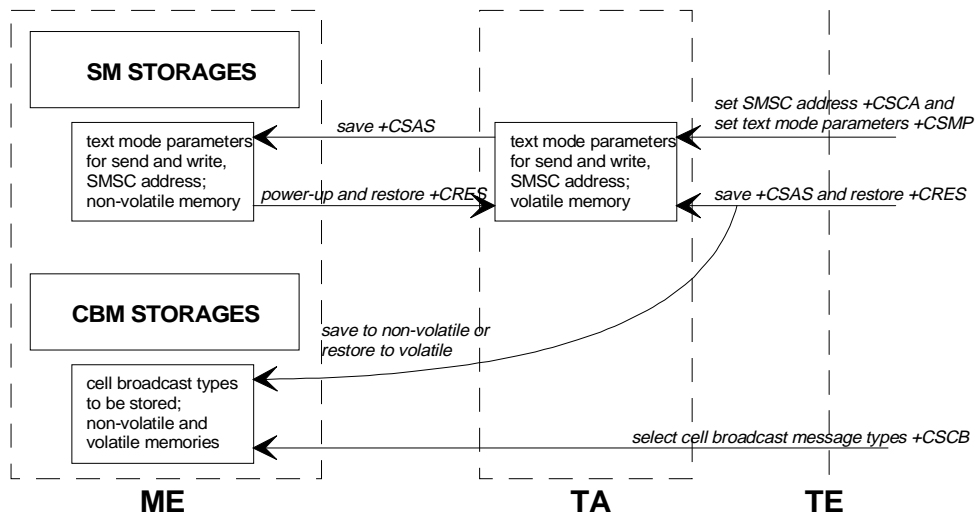 SM STORAGES
set SMSC address +CSCA and
set text mode parameters +CSMP
save +CSAS
text mode parameters
for send and write,
SMSC address;
non-volatile memory
text mode parameters
for send and write,
SMSC address;
volatile memory
power-up and restore +CRES
save +CSAS and restore +CRES
CBM STORAGES
save to non-volatile or
restore to volatile
cell broadcast types
to be stored;
non-volatile and
volatile memories
select cell broadcast message types +CSCB
ME
TA
TE